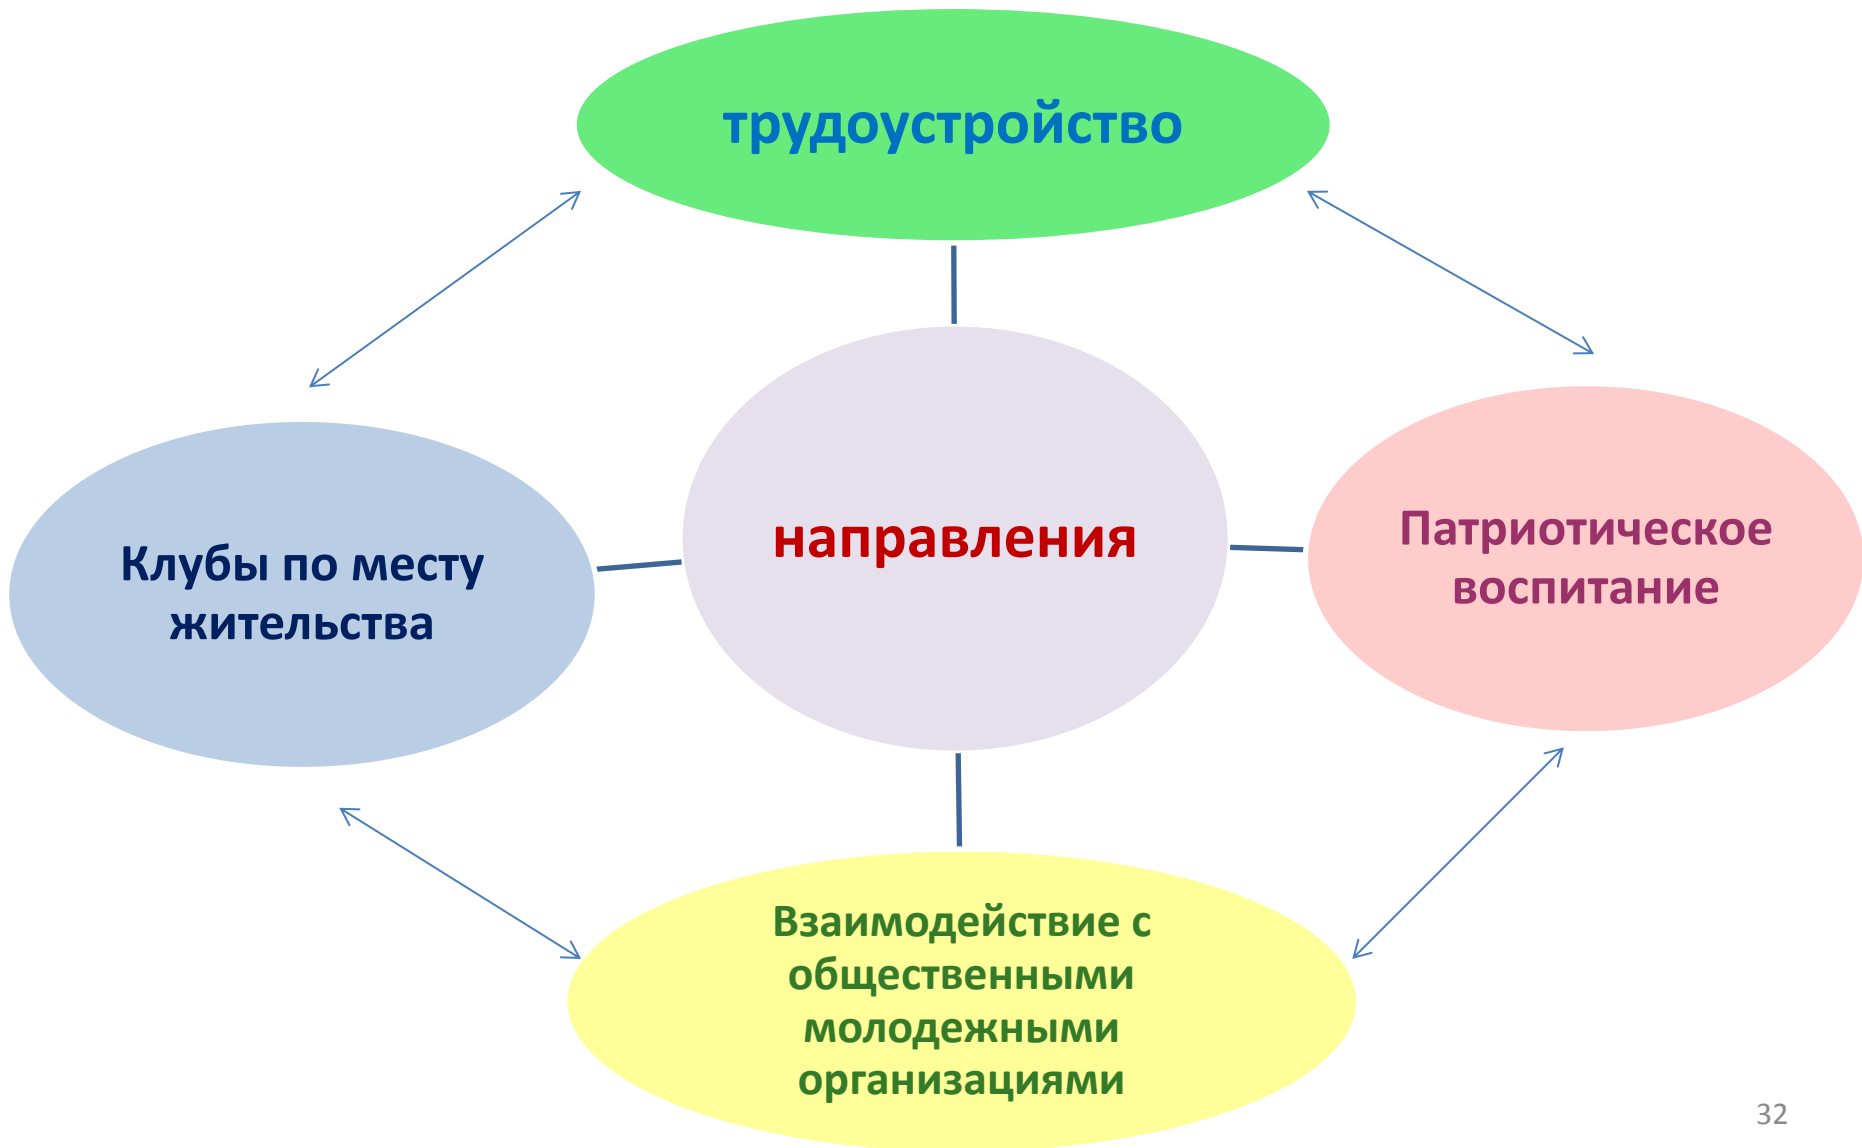 трудоустройство
направления
Клубы по месту
жительства
Патриотическое
воспитание
Взаимодействие с
общественными
молодежными
организациями
32